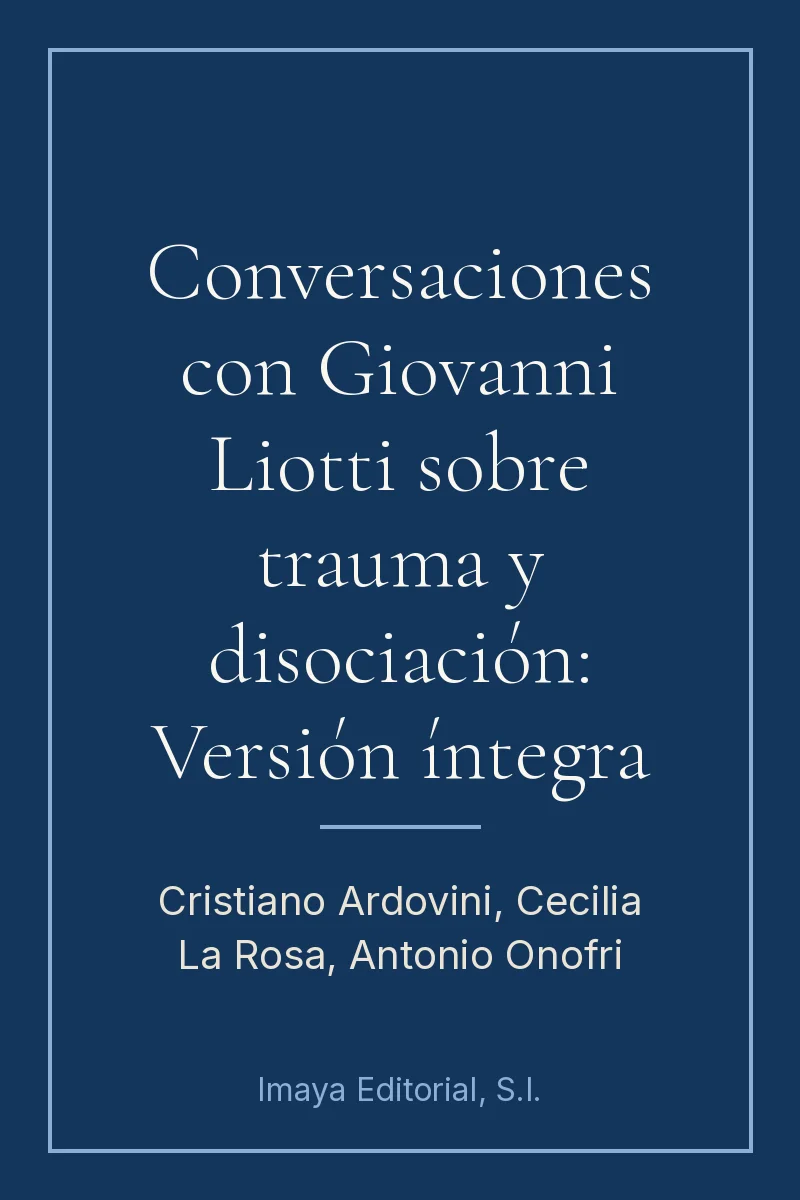 Conversaciones
con Giovanni
Liotti sobre
trauma y
disociación:
Versión íntegra
Cristiano Ardovini, Cecilia
La Rosa, Antonio Onofri
Imaya Editorial, S.l.